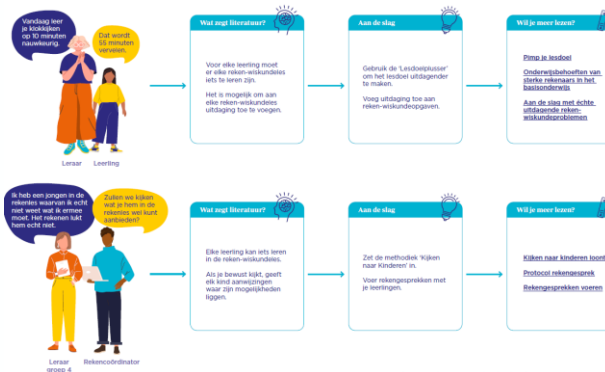 Vandaag leer
je klokkijken
op 10 minuten
nauwkeurig.
Dat wordt
55 minuten
vervelen.
Leraar
Leerling
Wat zegt literatuur?
Voor elke leerling moet
er elke reken-wiskundeles
iets te leren zijn.
Het is mogelijk om aan
elke reken-wiskundeles
uitdaging toe te voegen.
Aan de slag
Gebruik de 'Lesdoelplusser'
om het lesdoel uitdagender
te maken.
Voeg uitdaging toe aan
reken-wiskundeopgaven.
Wil je meer lezen?
Pimp je lesdoel
Onderwijsbehoeften van
sterke rekenaars in het
basisonderwijs
Aan de slag met échte
uitdagende reken-
wiskundeproblemen
Ik heb een jongen in de
rekenles waarvan ik echt
niet weet wat ik ermee
moet. Het rekenen lukt
hem echt niet.
Zullen we kijken
wat je hem in de
rekenles wel kunt
aanbieden?
Leraar
groep 4
Rekencoördinator
Wat zegt literatuur?
Elke leerling kan iets leren
in de reken-wiskundeles.
Als je bewust kijkt, geeft
elk kind aanwijzingen
waar zijn mogelijkheden
liggen.
Aan de slag
Zet de methodiek 'Kijken
naar Kinderen' in.
Voer rekengesprekken met
je leerlingen.
Wil je meer lezen?
Kijken naar kinderen loont
Protocol rekengesprek
Rekengesprekken voeren